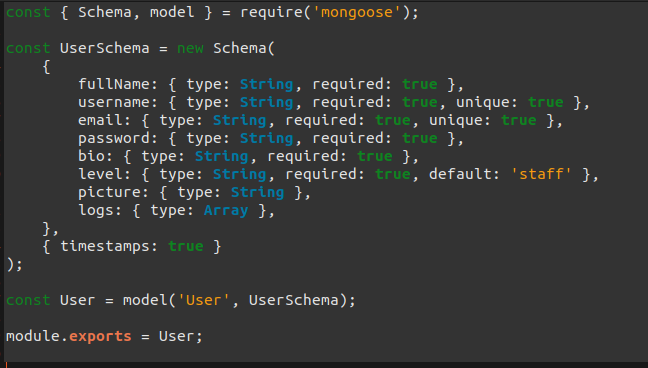 const { Schema, model } = require('mongoose');
const UserSchema = new Schema(
{
fullName: { type: String, required: true },
username: { type: String, required: true, unique: true },
email: { type: String, required: true, unique: true },
password: { type: String, required: true },
bio: { type: String, required: true },
level: { type: String, required: true, default: 'staff' },
picture: { type: String },
logs: { type: Array },
},
{ timestamps: true }
);
const User = model('User', UserSchema);
module.exports = User;